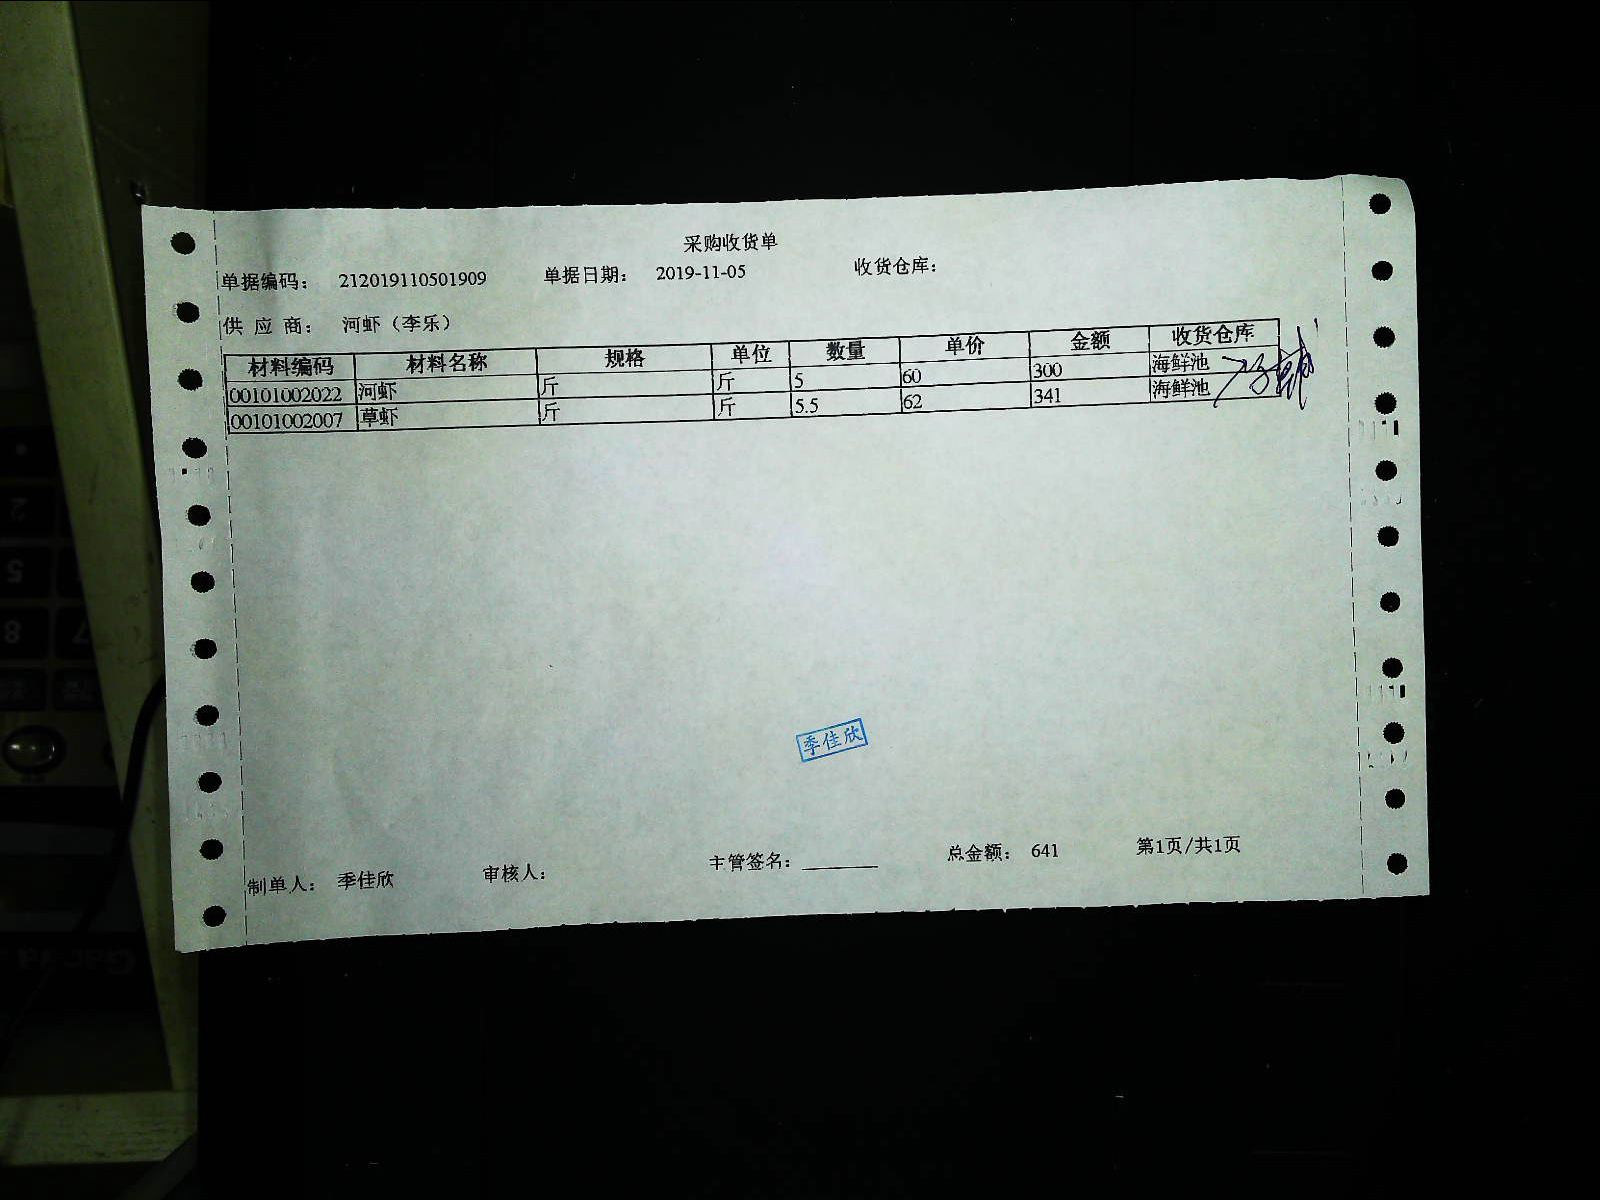 采购收货单
单据编码： 212019110501909 单据日期： 2019-11-05 收货仓库：
供 应 商： 河虾（李乐）
材料编码 材料名称 规格 单位 数量 单价 金额 收货仓库
00101002022 河虾 斤 斤 5 60 300 海鲜池
00101002007 草虾 斤 斤 5.5 62 341 海鲜池
季佳欣
制单人： 季佳欣 审核人： 主管签名： 总金额： 641 第1页/共1页